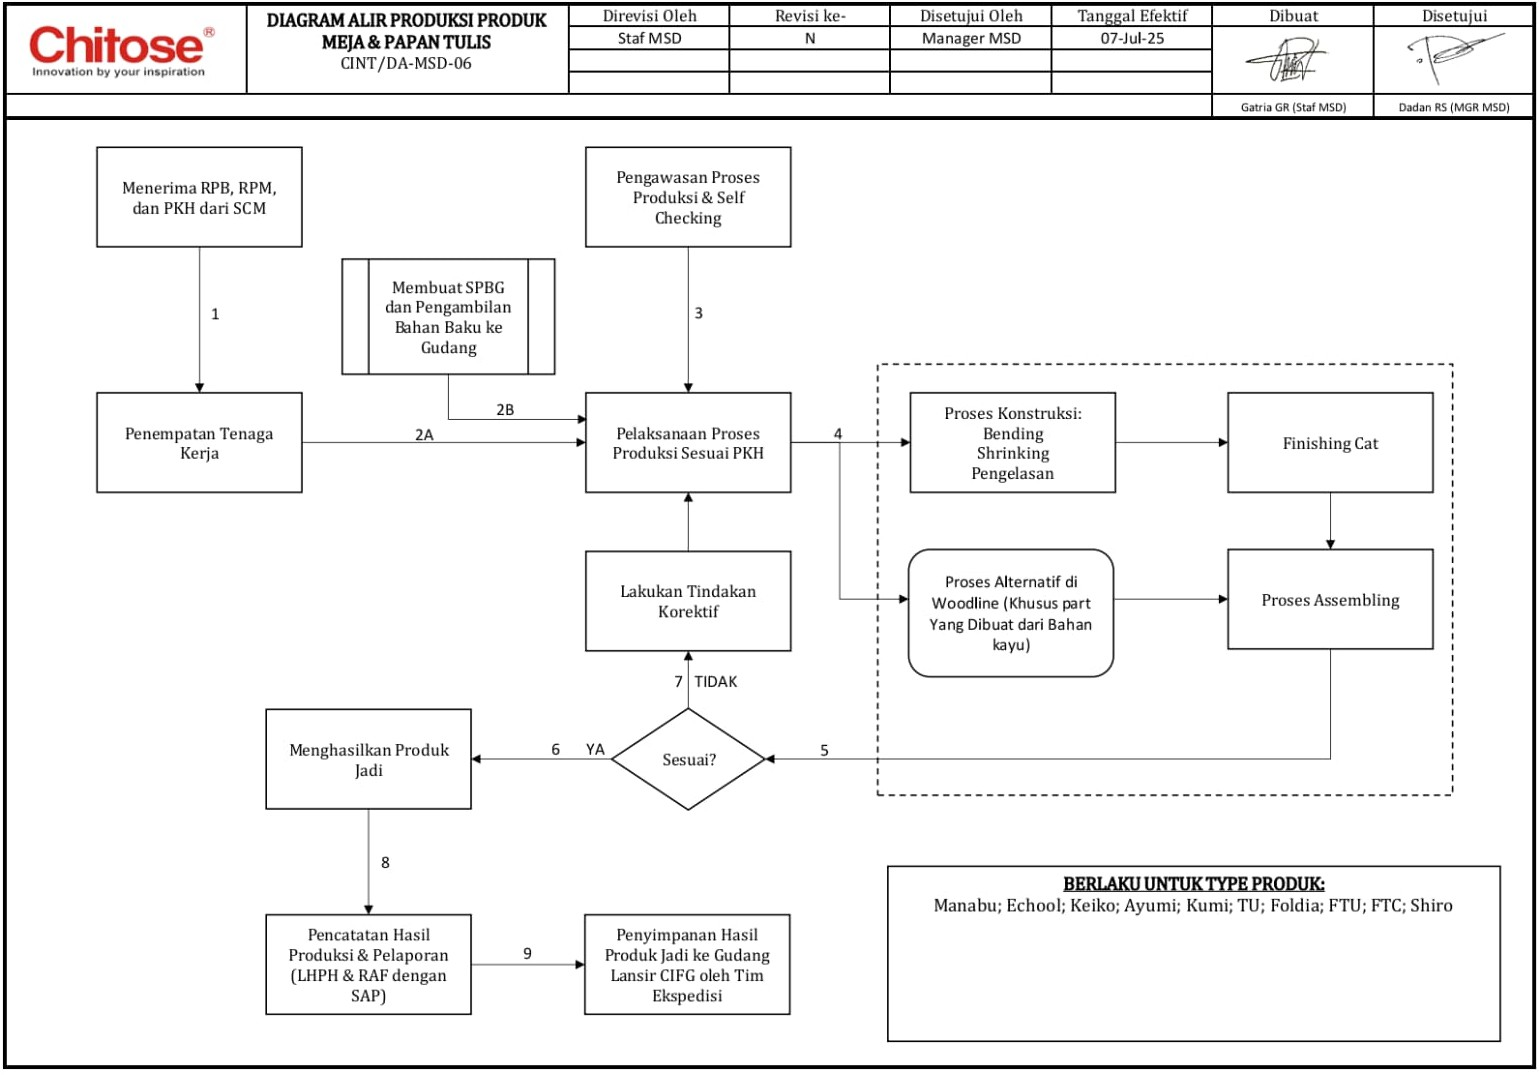 Chitose®
Innovation by your inspiration
DIAGRAM ALIR PRODUKSI PRODUK
MEJA & PAPAN TULIS
CINT/DA-MSD-06
Direvisi Oleh
Revisi ke-
Disetujui Oleh
Tanggal Efektif
Dibuat
Disetujui
Staf MSD
N
Manager MSD
07-Jul-25
Gatria GR (Staf MSD)
Dadan RS (MGR MSD)
Menerima RPB, RPM,
dan PKH dari SCM
Pengawasan Proses
Produksi & Self
Checking
1
Membuat SPBG
dan Pengambilan
Bahan Baku ke
Gudang
3
2B
Penempatan Tenaga
Kerja
2A
Pelaksanaan Proses
Produksi Sesuai PKH
4
Proses Konstruksi:
Bending
Shrinking
Pengelasan
Finishing Cat
Lakukan Tindakan
Korektif
Proses Alternatif di
Woodline (Khusus part
Yang Dibuat dari Bahan
kayu)
Proses Assembling
7 TIDAK
Menghasilkan Produk
Jadi
6 YA
Sesuai?
5
8
BERLAKU UNTUK TYPE PRODUK:
Manabu; Echool; Keiko; Ayumi; Kumi; TU; Foldia; FTU; FTC; Shiro
Pencatatan Hasil
Produksi & Pelaporan
(LHPH & RAF dengan
SAP)
9
Penyimpanan Hasil
Produk Jadi ke Gudang
Lansir CIFG oleh Tim
Ekspedisi